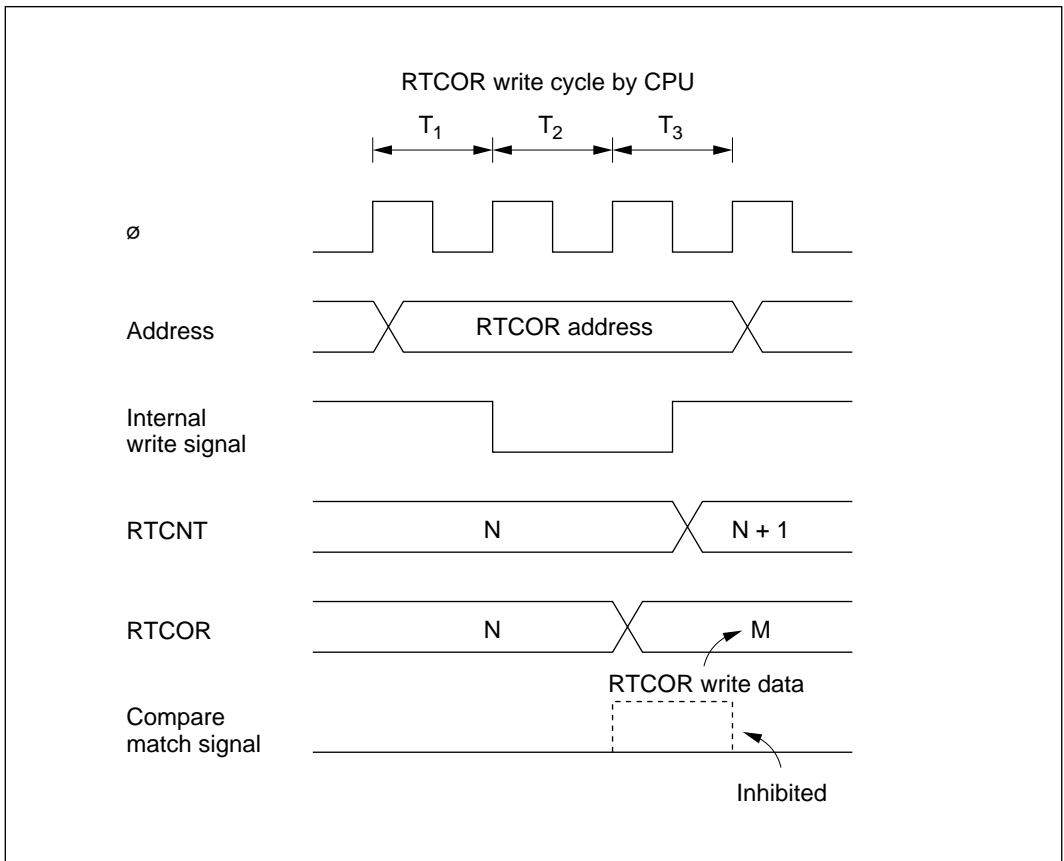 RTCOR write cycle by CPU
T1 T2 T3
ø
Address
RTCOR address
Internal
write signal
RTCNT
N
N + 1
RTCOR
N
M
RTCOR write data
Compare
match signal
Inhibited